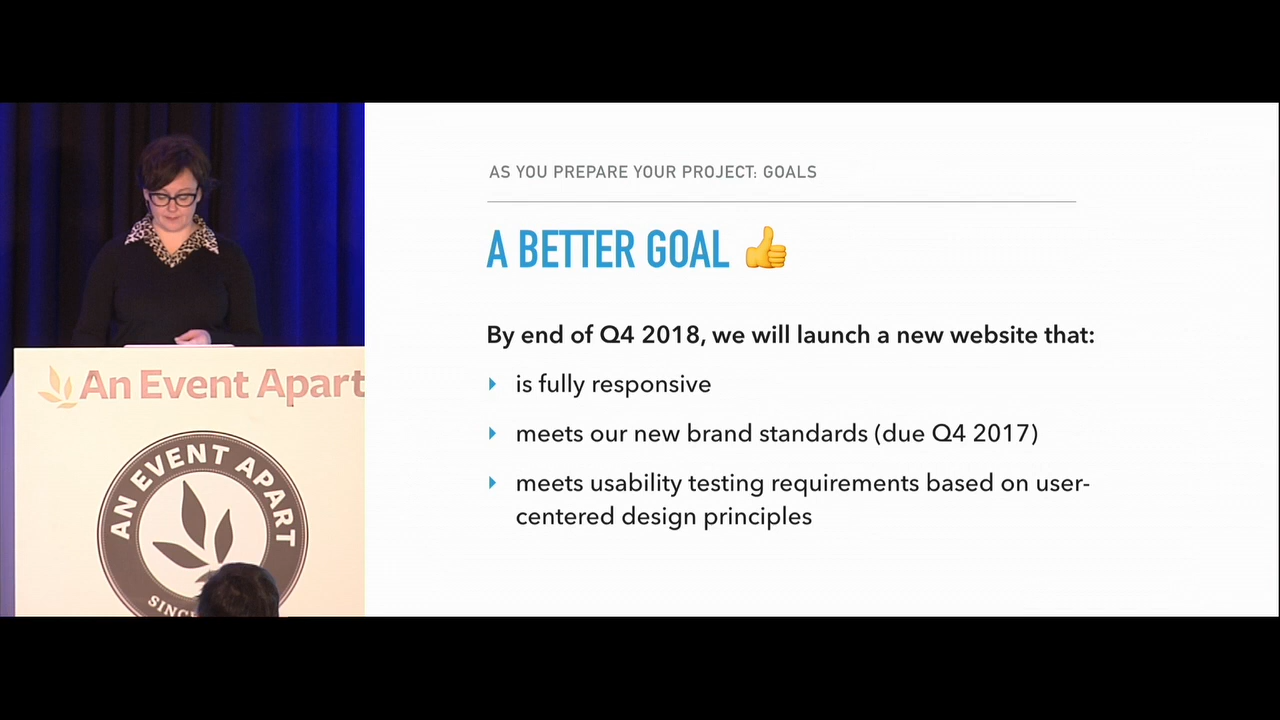 AS YOU PREPARE YOUR PROJECT: GOALS
A BETTER GOAL 👍
By end of Q4 2018, we will launch a new website that:
is fully responsive
meets our new brand standards (due Q4 2017)
meets usability testing requirements based on user-
centered design principles
An Event Apart
AN EVENT APART